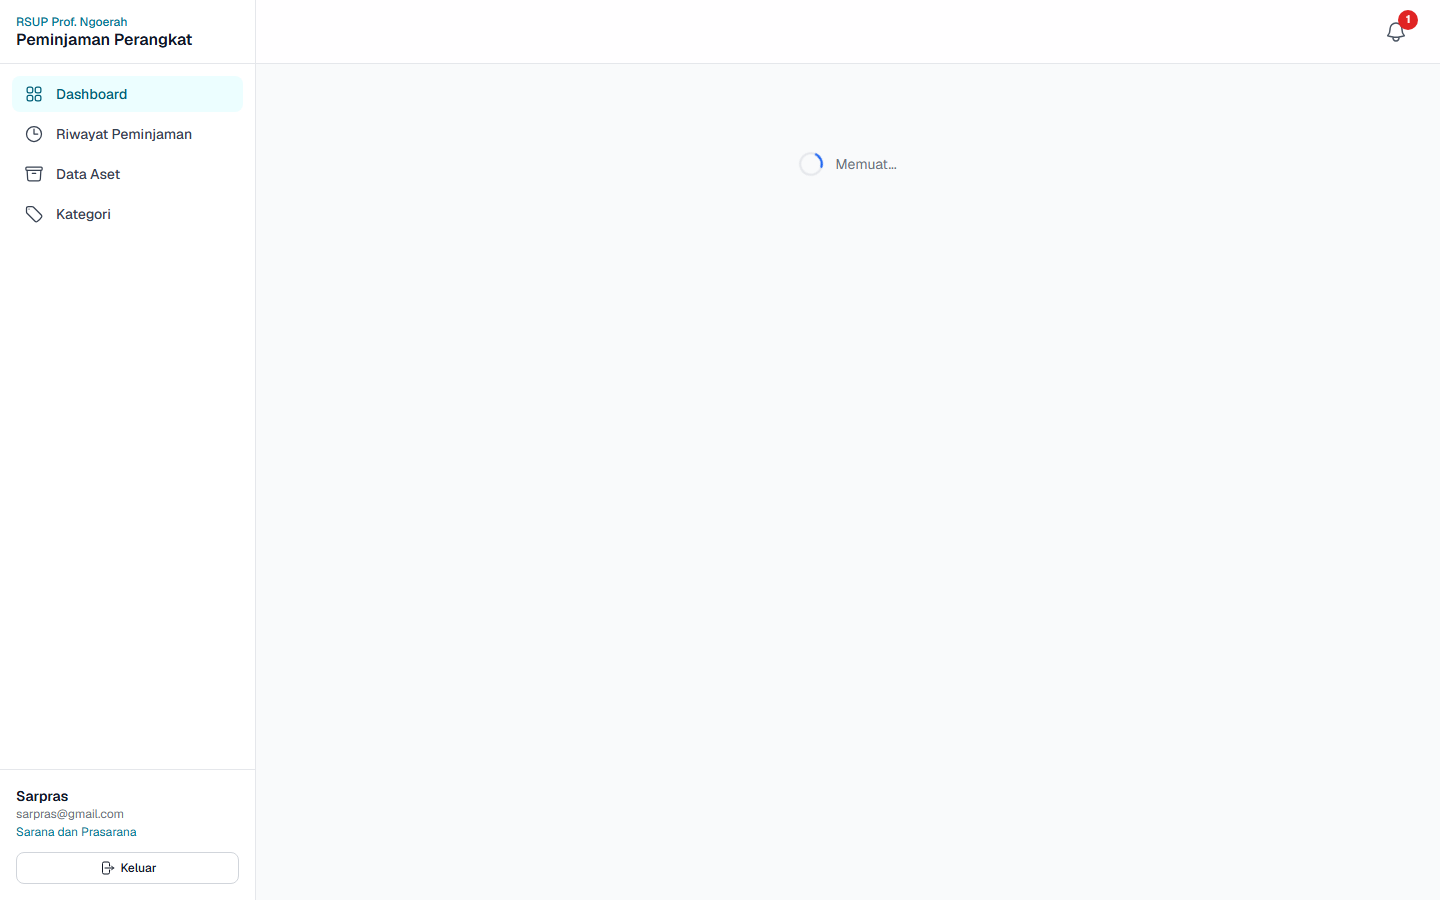 RSUP Prof. Ngoerah
Peminjaman Perangkat
1
Dashboard
Riwayat Peminjaman
Data Aset
Kategori
Memuat...
Sarpras
sarpras@gmail.com
Sarana dan Prasarana
Keluar